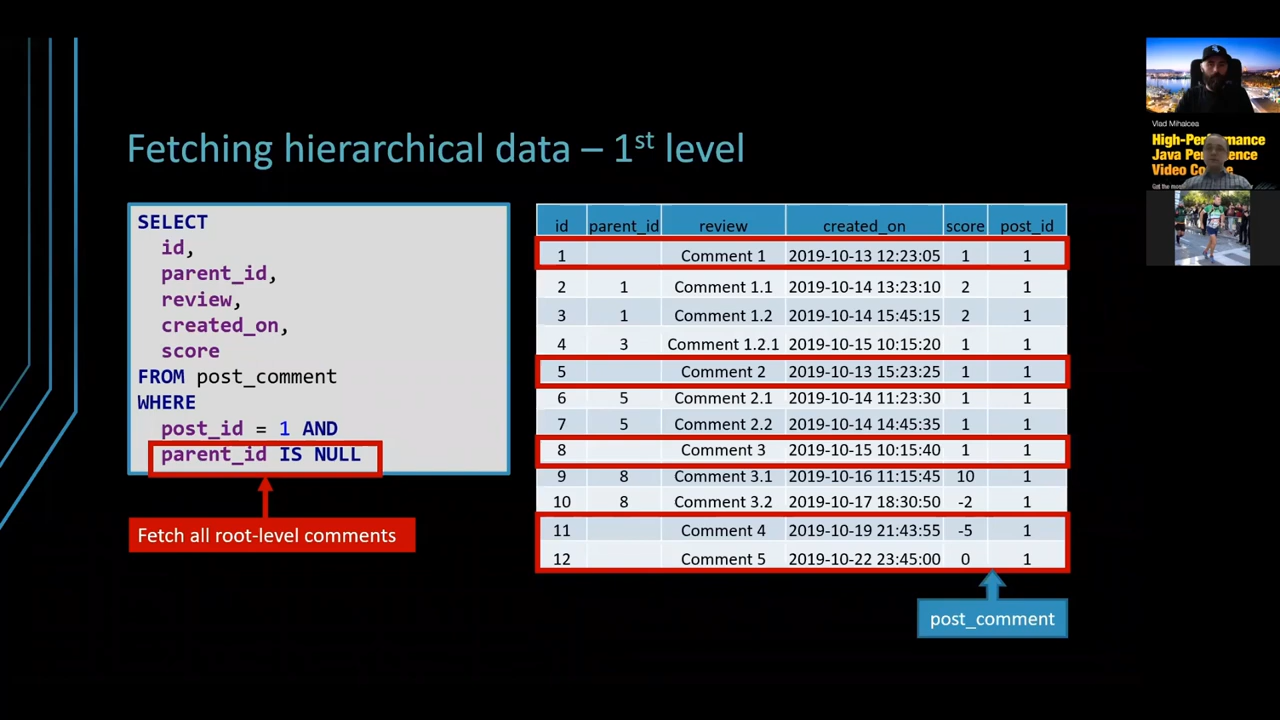 Fetching hierarchical data – 1st level
SELECT
id,
parent_id,
review,
created_on,
score
FROM post_comment
WHERE
post_id = 1 AND
parent_id IS NULL
Fetch all root-level comments
id parent_id review created_on score post_id
1 Comment 1 2019-10-13 12:23:05 1 1
2 1 Comment 1.1 2019-10-14 13:23:10 2 1
3 1 Comment 1.2 2019-10-14 15:45:15 2 1
4 3 Comment 1.2.1 2019-10-15 10:15:20 1 1
5 Comment 2 2019-10-13 15:23:25 1 1
6 5 Comment 2.1 2019-10-14 11:23:30 1 1
7 5 Comment 2.2 2019-10-14 14:45:35 1 1
8 Comment 3 2019-10-15 10:15:40 1 1
9 8 Comment 3.1 2019-10-16 11:15:45 10 1
10 8 Comment 3.2 2019-10-17 18:30:50 -2 1
11 Comment 4 2019-10-19 21:43:55 -5 1
12 Comment 5 2019-10-22 23:45:00 0 1
post_comment
Vlad Mihalcea
Java
Video
Get the